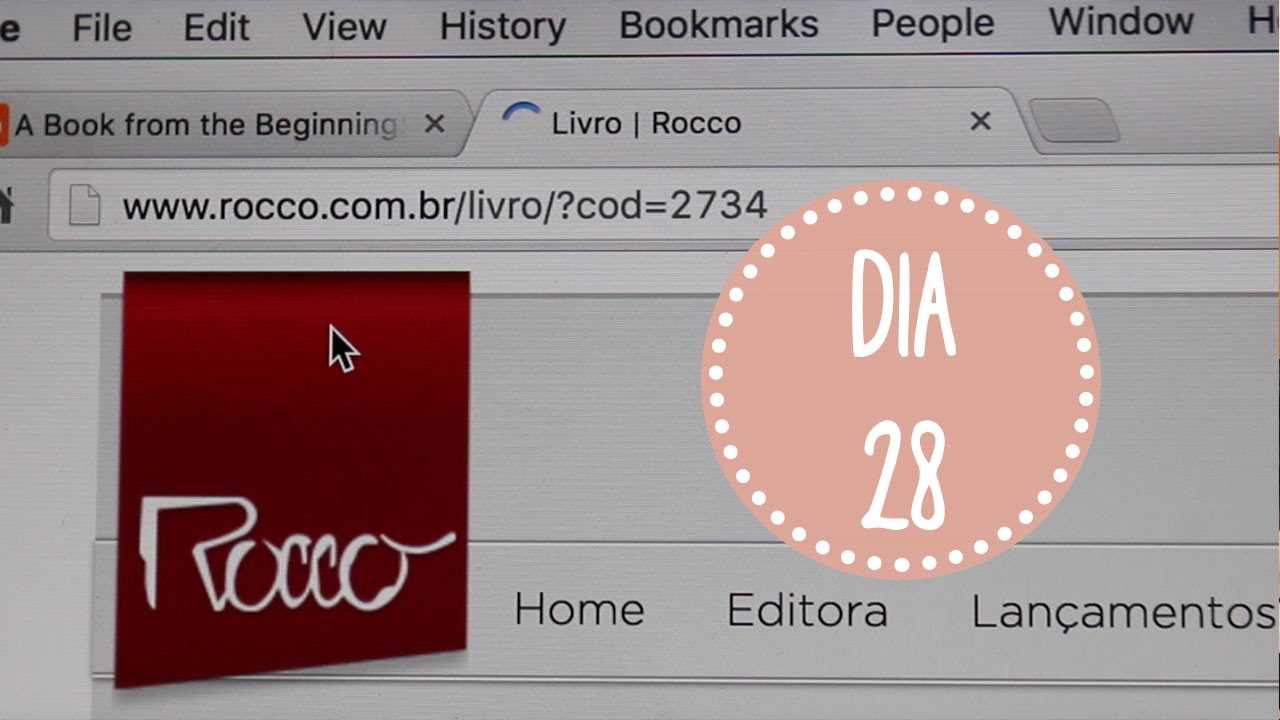 e File Edit View History Bookmarks People Window H
A Book from the Beginning
Livro | Rocco
www.rocco.com.br/livro/?cod=2734
DIA
28
Rocco
Home Editora Lançamentos